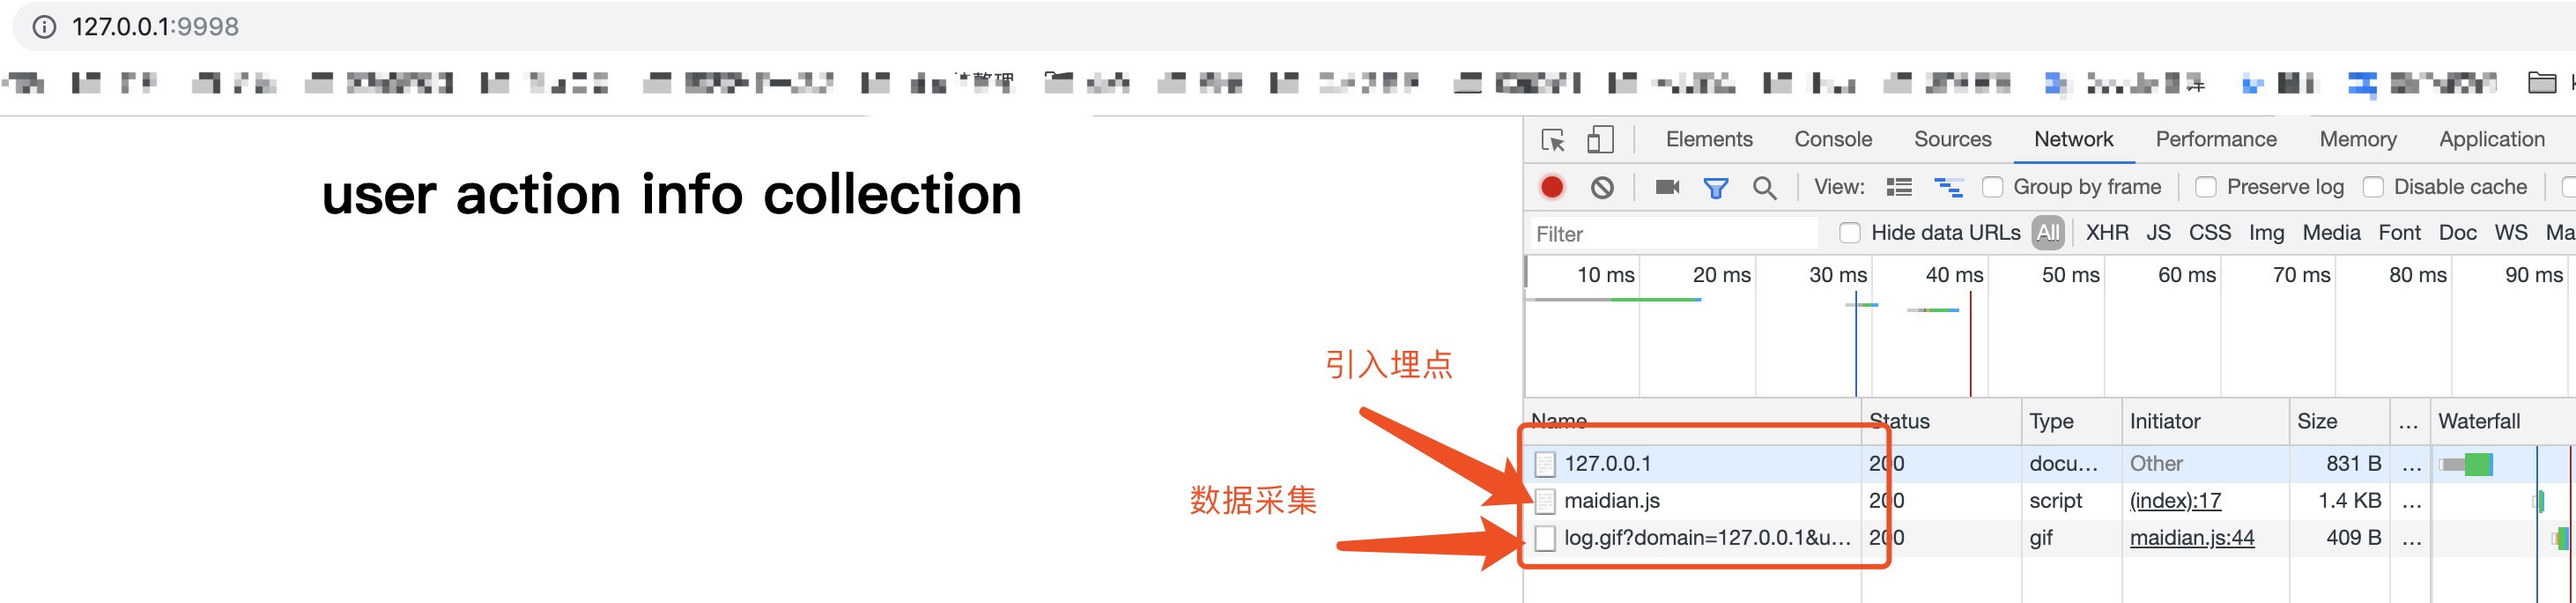 127.0.0.1:9998
整理
user action info collection
Elements Console Sources Network Performance Memory Application
View: Group by frame Preserve log Disable cache
Filter Hide data URLs All XHR JS CSS Img Media Font Doc WS Ma
10 ms 20 ms 30 ms 40 ms 50 ms 60 ms 70 ms 80 ms 90 ms
引入埋点
数据采集
Name Status Type Initiator Size ... Waterfall
127.0.0.1 200 docu... Other 831 B ...
maidian.js 200 script (index):17 1.4 KB ...
log.gif?domain=127.0.0.1&u... 200 gif maidian.js:44 409 B ...